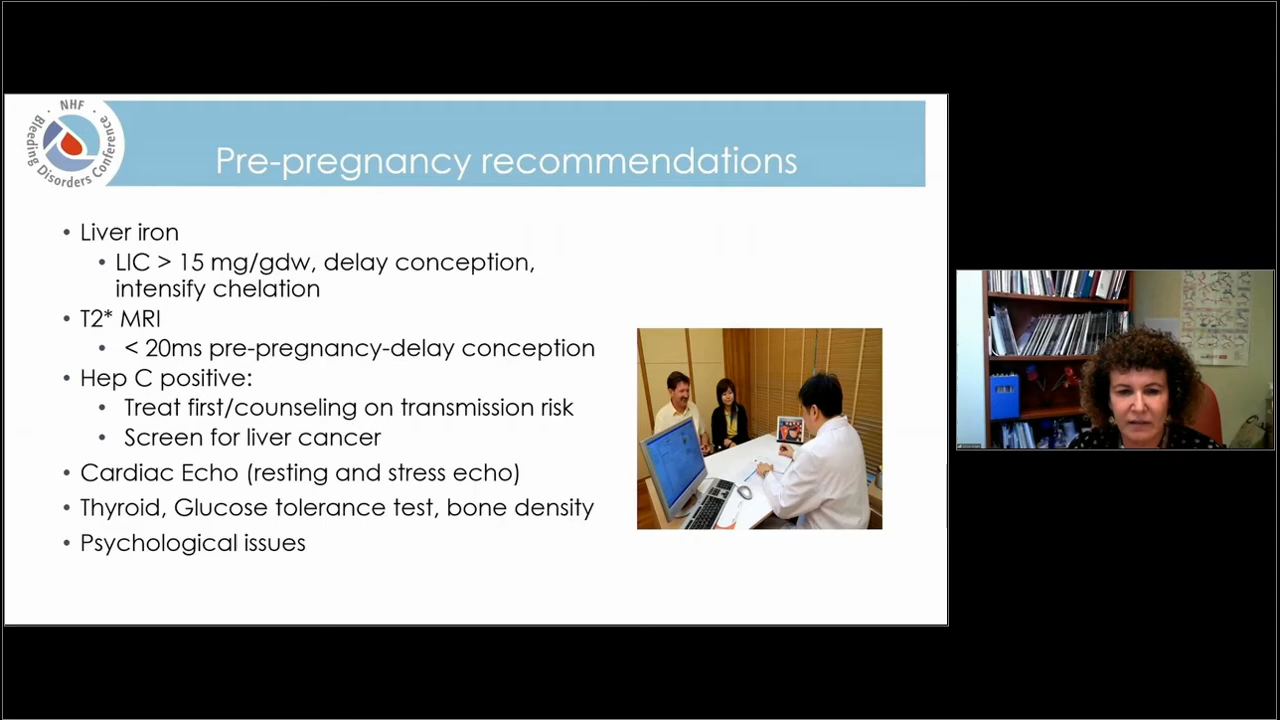 NHF
Bleeding Disorders Conference
Pre-pregnancy recommendations
• Liver iron
• LIC > 15 mg/gdw, delay conception,
intensify chelation
• T2* MRI
• < 20ms pre-pregnancy-delay conception
• Hep C positive:
• Treat first/counseling on transmission risk
• Screen for liver cancer
• Cardiac Echo (resting and stress echo)
• Thyroid, Glucose tolerance test, bone density
• Psychological issues